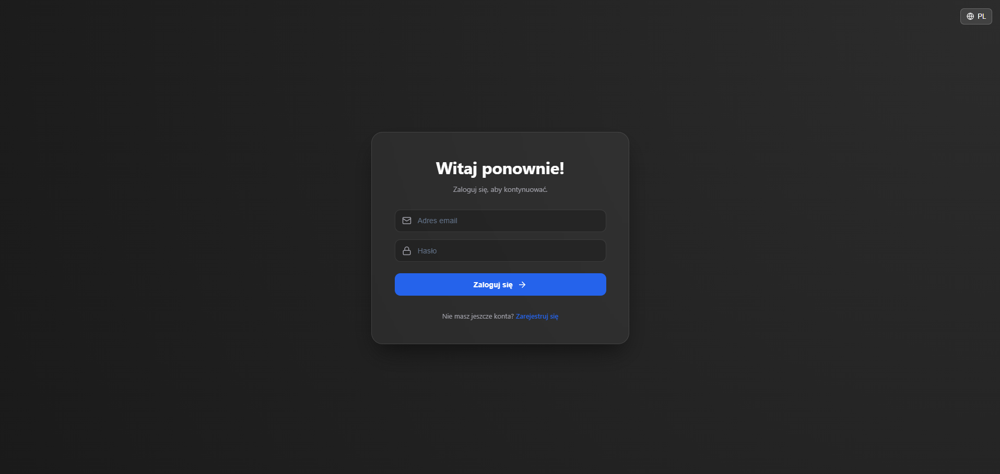 PL
Witaj ponownie!
Zaloguj się, aby kontynuować.
Adres email
Hasło
Zaloguj się
Nie masz jeszcze konta? Zarejestruj się